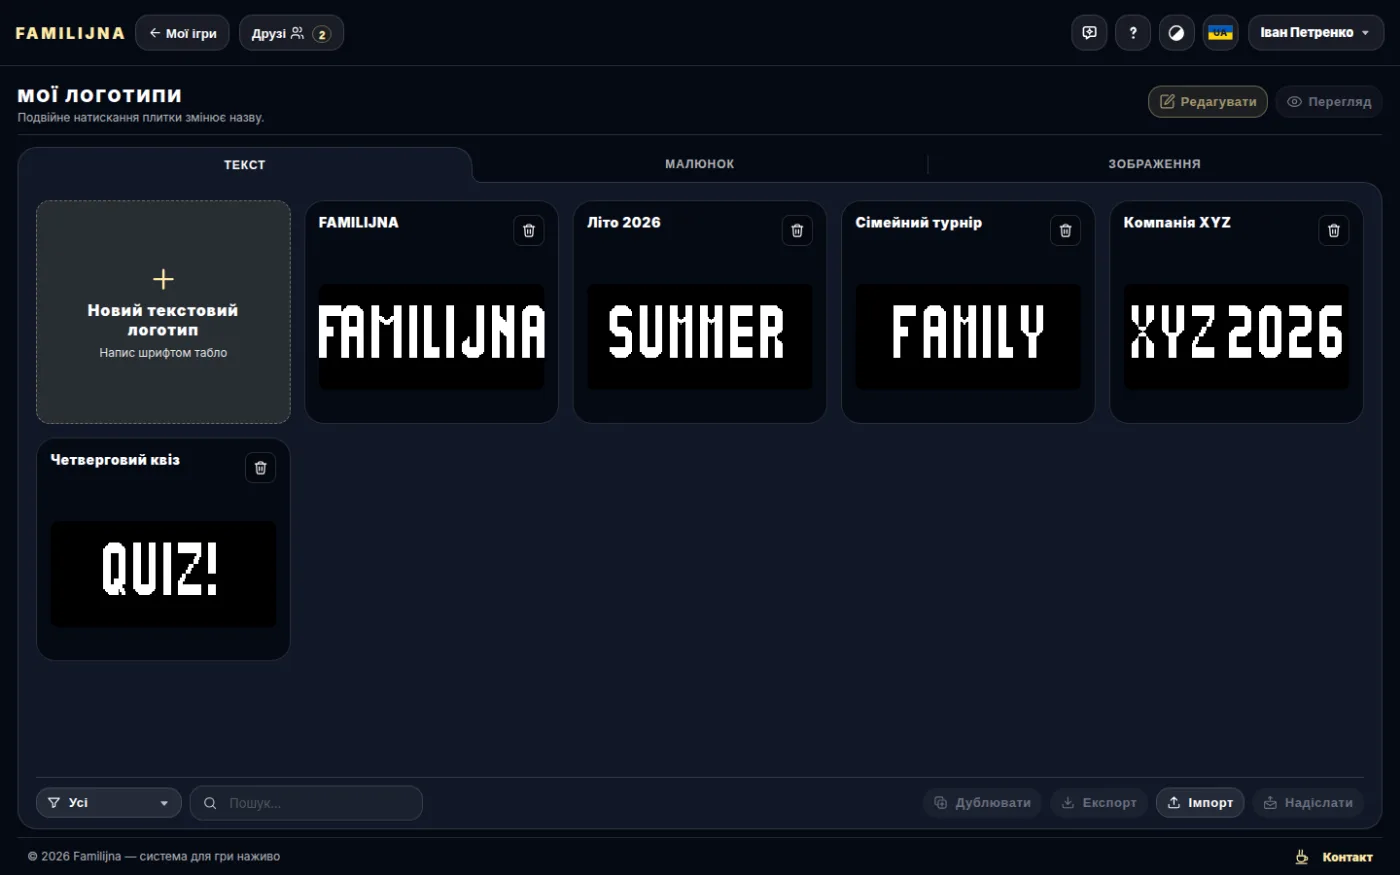 FAMILIJNA
← Мої ігри
Друзі 2
?
UA
Іван Петренко
МОЇ ЛОГОТИПИ
Подвійне натискання плитки змінює назву.
Редагувати
Перегляд
ТЕКСТ
МАЛЮНОК
ЗОБРАЖЕННЯ
Новий текстовий
логотип
Напис шрифтом табло
FAMILIJNA
FAMILIJNA
Літо 2026
SUMMER
Сімейний турнір
FAMILY
Компанія XYZ
XYZ 2026
Четверговий квіз
QUIZ!
Усі
Пошук...
Дублювати
Експорт
Імпорт
Надіслати
© 2026 Familijna — система для гри наживо
Контакт